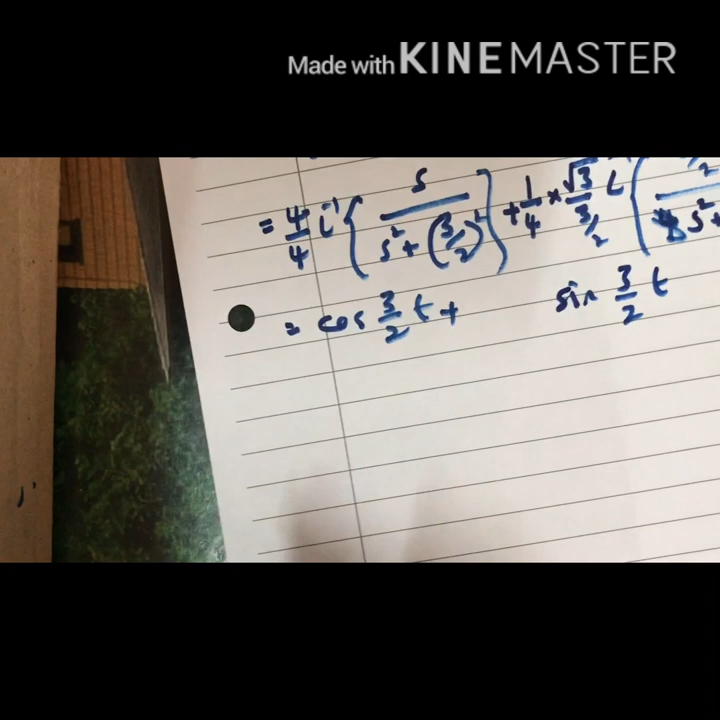 Made with KINEMASTER
= 4/4 L⁻¹{ s / (s² + (3/2)²) } + 1/4 × √3 / (3/2) L { s²+
= cos 3/2 t + sin 3/2 t